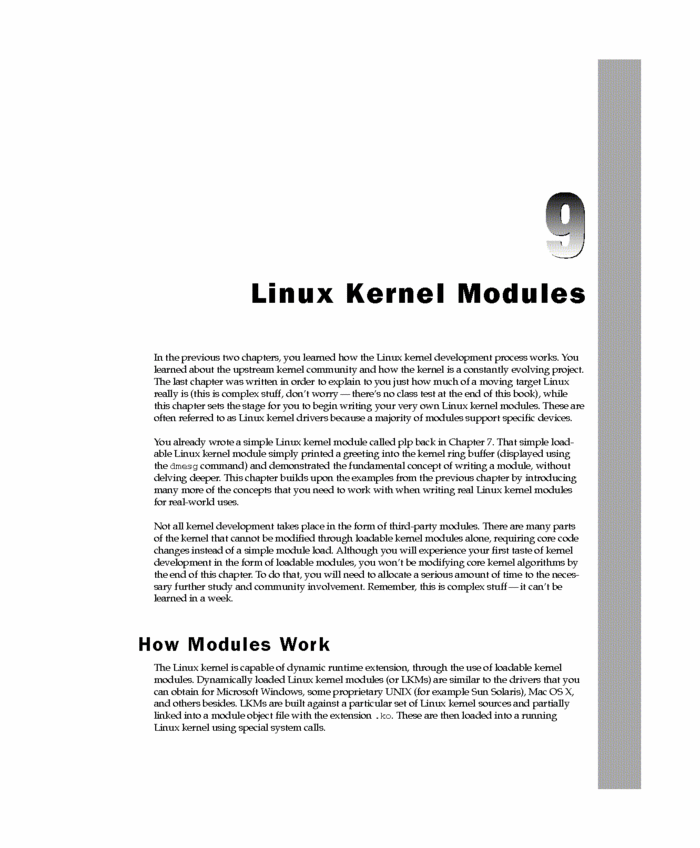 9
Linux Kernel Modules
In the previous two chapters, you learned how the Linux kernel development process works. You
learned about the upstream kernel community and how the kernel is a constantly evolving project.
The last chapter was written in order to explain to you just how much of a moving target Linux
really is (this is complex stuff, don't worry — there's no class test at the end of this book), while
this chapter sets the stage for you to begin writing your very own Linux kernel modules. These are
often referred to as Linux kernel drivers because a majority of modules support specific devices.
You already wrote a simple Linux kernel module called plp back in Chapter 7. That simple load-
able Linux kernel module simply printed a greeting into the kernel ring buffer (displayed using
the dmesg command) and demonstrated the fundamental concept of writing a module, without
delving deeper. This chapter builds upon the examples from the previous chapter by introducing
many more of the concepts that you need to work with when writing real Linux kernel modules
for real-world uses.
Not all kernel development takes place in the form of third-party modules. There are many parts
of the kernel that cannot be modified through loadable kernel modules alone, requiring core code
changes instead of a simple module load. Although you will experience your first taste of kernel
development in the form of loadable modules, you won't be modifying core kernel algorithms by
the end of this chapter. To do that, you will need to allocate a serious amount of time to the neces-
sary further study and community involvement. Remember, this is complex stuff — it can't be
learned in a week.
How Modules Work
The Linux kernel is capable of dynamic runtime extension, through the use of loadable kernel
modules. Dynamically loaded Linux kernel modules (or LKMs) are similar to the drivers that you
can obtain for Microsoft Windows, some proprietary UNIX (for example Sun Solaris), Mac OS X,
and others besides. LKMs are built against a particular set of Linux kernel sources and partially
linked into a module object file with the extension .ko. These are then loaded into a running
Linux kernel using special system calls.